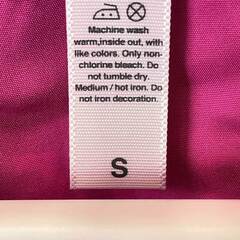 Machine wash
warm,inside out, with
like colors. Only non-
chlorine bleach. Do
not tumble dry.
Medium / hot iron. Do
not iron decoration.
S